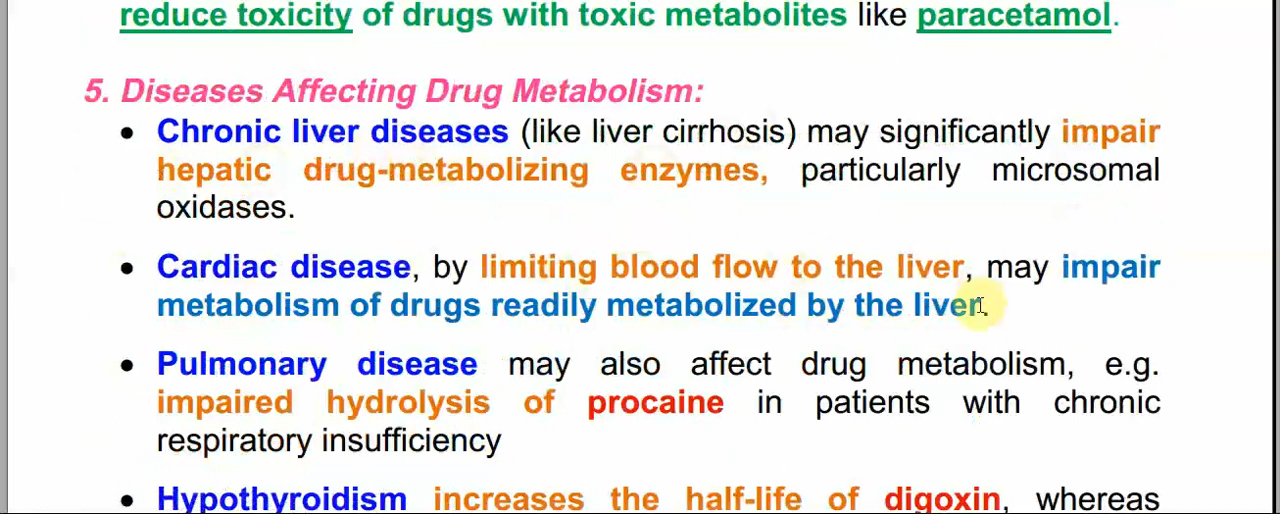 reduce toxicity of drugs with toxic metabolites like paracetamol.
5. Diseases Affecting Drug Metabolism:
• Chronic liver diseases (like liver cirrhosis) may significantly impair
hepatic drug-metabolizing enzymes, particularly microsomal
oxidases.
• Cardiac disease, by limiting blood flow to the liver, may impair
metabolism of drugs readily metabolized by the liver.
• Pulmonary disease may also affect drug metabolism, e.g.
impaired hydrolysis of procaine in patients with chronic
respiratory insufficiency
• Hypothyroidism increases the half-life of digoxin, whereas